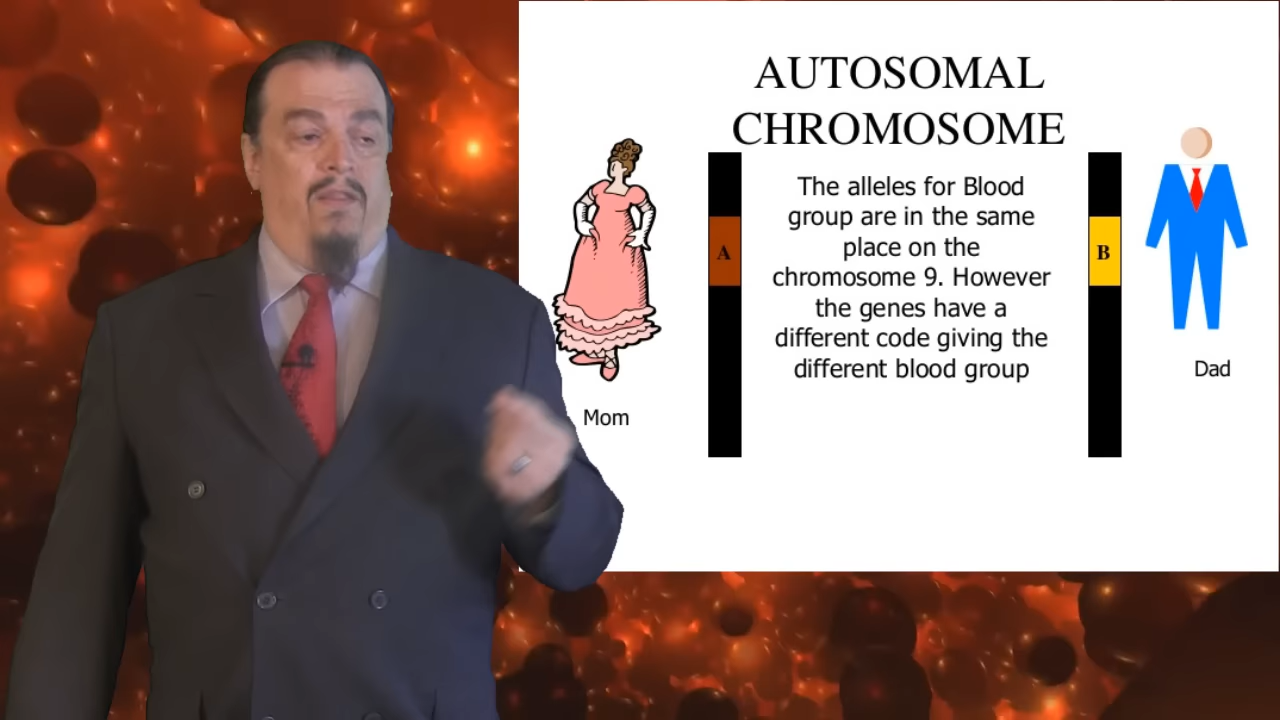 AUTOSOMAL
CHROMOSOME
The alleles for Blood
group are in the same
place on the
chromosome 9. However
the genes have a
different code giving the
different blood group
A
B
Mom
Dad